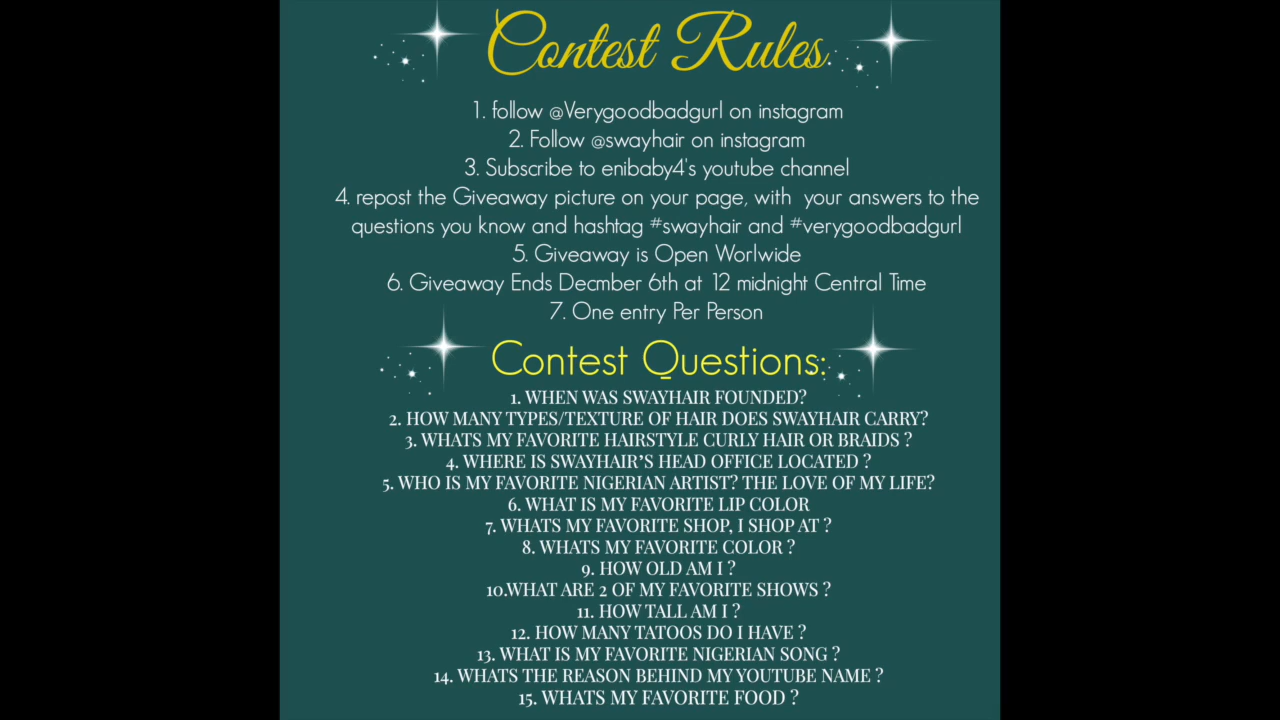 Contest Rules
1. follow @Verygoodbadgurl on instagram
2. Follow @swayhair on instagram
3. Subscribe to enibaby4's youtube channel
4. repost the Giveaway picture on your page, with your answers to the
questions you know and hashtag #swayhair and #verygoodbadgurl
5. Giveaway is Open Worlwide
6. Giveaway Ends Decmber 6th at 12 midnight Central Time
7. One entry Per Person
Contest Questions:
1. WHEN WAS SWAYHAIR FOUNDED?
2. HOW MANY TYPES/TEXTURE OF HAIR DOES SWAYHAIR CARRY?
3. WHATS MY FAVORITE HAIRSTYLE CURLY HAIR OR BRAIDS ?
4. WHERE IS SWAYHAIR'S HEAD OFFICE LOCATED ?
5. WHO IS MY FAVORITE NIGERIAN ARTIST? THE LOVE OF MY LIFE?
6. WHAT IS MY FAVORITE LIP COLOR
7. WHATS MY FAVORITE SHOP, I SHOP AT ?
8. WHATS MY FAVORITE COLOR ?
9. HOW OLD AM I ?
10.WHAT ARE 2 OF MY FAVORITE SHOWS ?
11. HOW TALL AM I ?
12. HOW MANY TATOOS DO I HAVE ?
13. WHAT IS MY FAVORITE NIGERIAN SONG ?
14. WHATS THE REASON BEHIND MY YOUTUBE NAME ?
15. WHATS MY FAVORITE FOOD ?